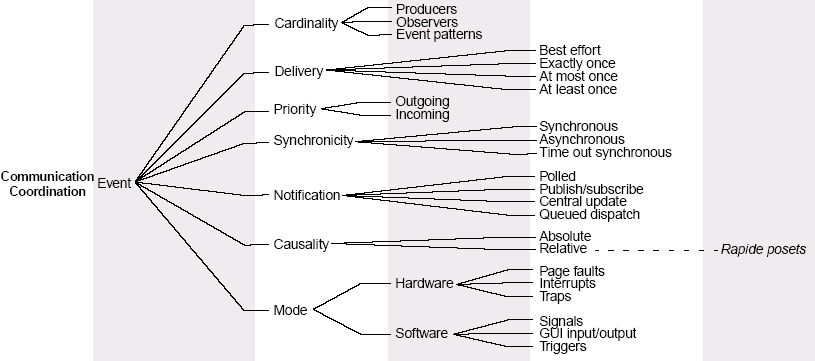 Communication
Coordination
Event
Cardinality
Producers
Observers
Event patterns
Delivery
Best effort
Exactly once
At most once
At least once
Priority
Outgoing
Incoming
Synchronicity
Synchronous
Asynchronous
Time out synchronous
Notification
Polled
Publish/subscribe
Central update
Queued dispatch
Causality
Absolute
Relative
Rapide posets
Mode
Hardware
Page faults
Interrupts
Traps
Software
Signals
GUI input/output
Triggers